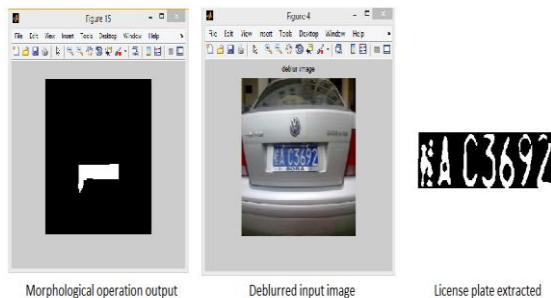 Figure 15
File Edit View Insert Tools Desktop Window Help
Figure 4
File Edit View Insert Tools Desktop Window Help
deblur image
A C3692
BORA
A C3692
Morphological operation output
Deblurred input image
License plate extracted